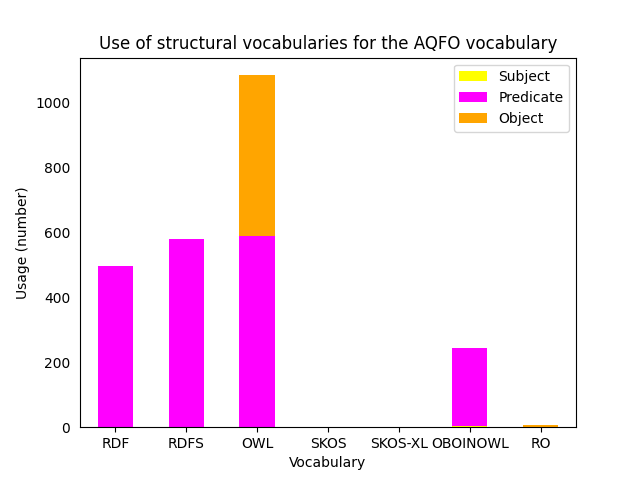 Use of structural vocabularies for the AQFO vocabulary
Subject
Predicate
Object
Usage (number)
1000
800
600
400
200
0
RDF RDFS OWL SKOS SKOS-XL OBOINOWL RO
Vocabulary